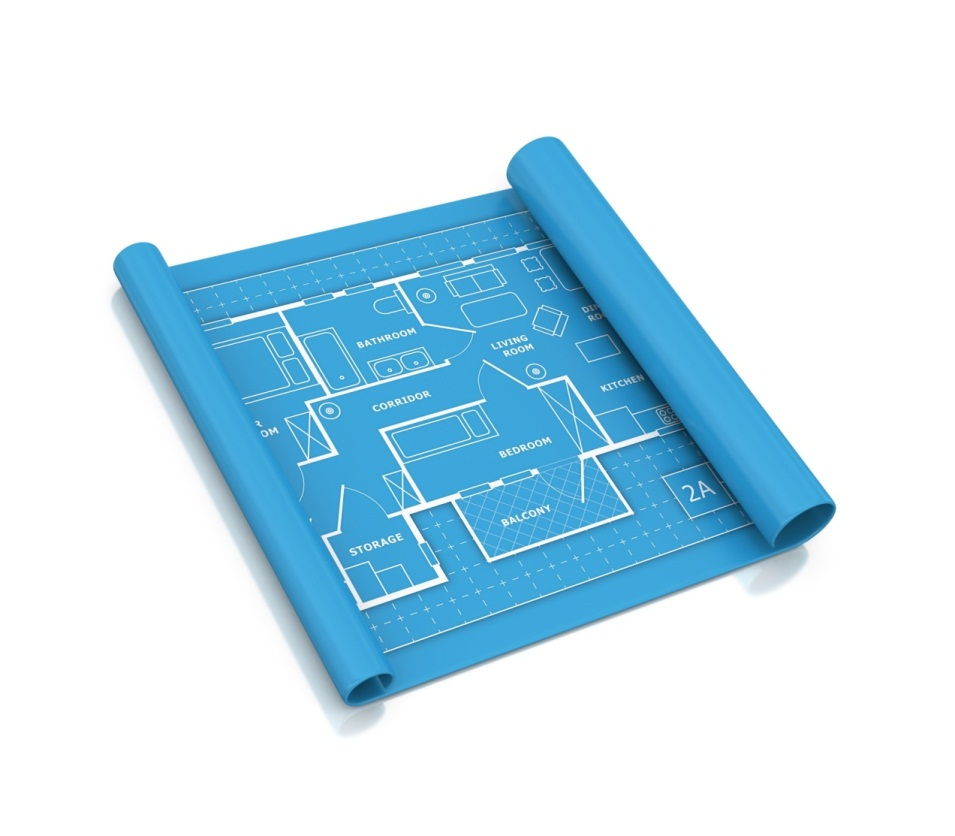 BATHROOM
LIVING
ROOM
KITCHEN
CORRIDOR
BEDROOM
2A
BALCONY
STORAGE